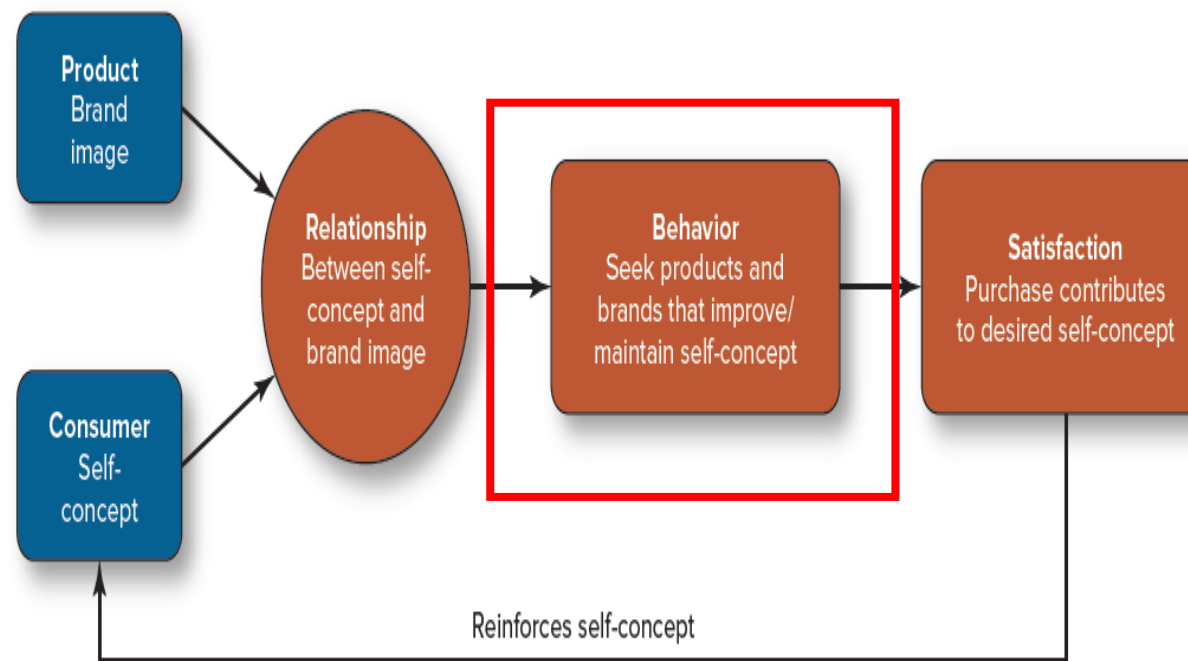 Product
Brand
image
Relationship
Between self-
concept and
brand image
Behavior
Seek products and
brands that improve/
maintain self-concept
Satisfaction
Purchase contributes
to desired self-concept
Consumer
Self-
concept
Reinforces self-concept